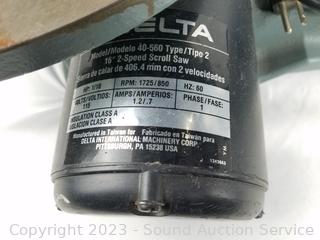 DELTA
Model/Modelo 40-560 Type/Tipo 2
16" 2-Speed Scroll Saw
Sierra de calar de 406.4 mm con 2 velocidades
HP: 1/10 RPM: 1725/850 HZ: 60
VOLTS/VOLTIOS: 115 AMPS/AMPERIOS: 1.2/.7 PHASE/FASE: 1
INSULATION CLASS A
AISLACION CLASE A
Manufactured in Taiwan for Fabricado en Taiwán para
DELTA INTERNATIONAL MACHINERY CORP.
PITTSBURGH, PA 15238 USA
Copyright © 2023 - Sound Auction Service